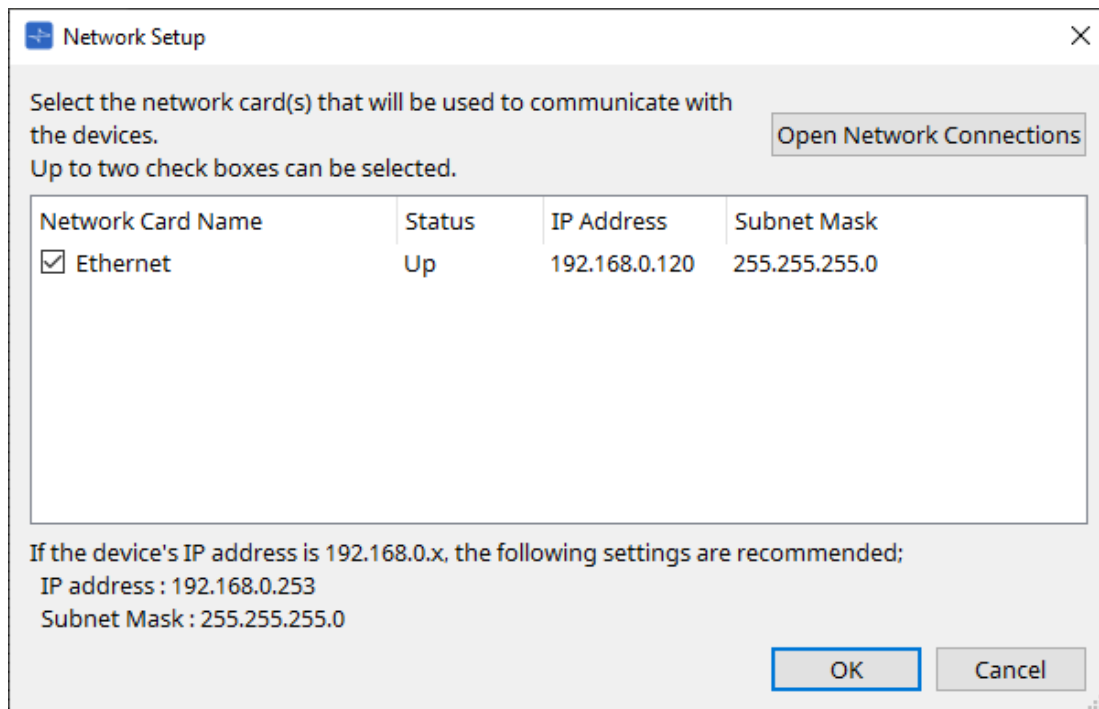 Network Setup
Select the network card(s) that will be used to communicate with
the devices.
Up to two check boxes can be selected.
Open Network Connections
Network Card Name Status IP Address Subnet Mask
Ethernet Up 192.168.0.120 255.255.255.0
If the device's IP address is 192.168.0.x, the following settings are recommended;
IP address : 192.168.0.253
Subnet Mask : 255.255.255.0
OK Cancel